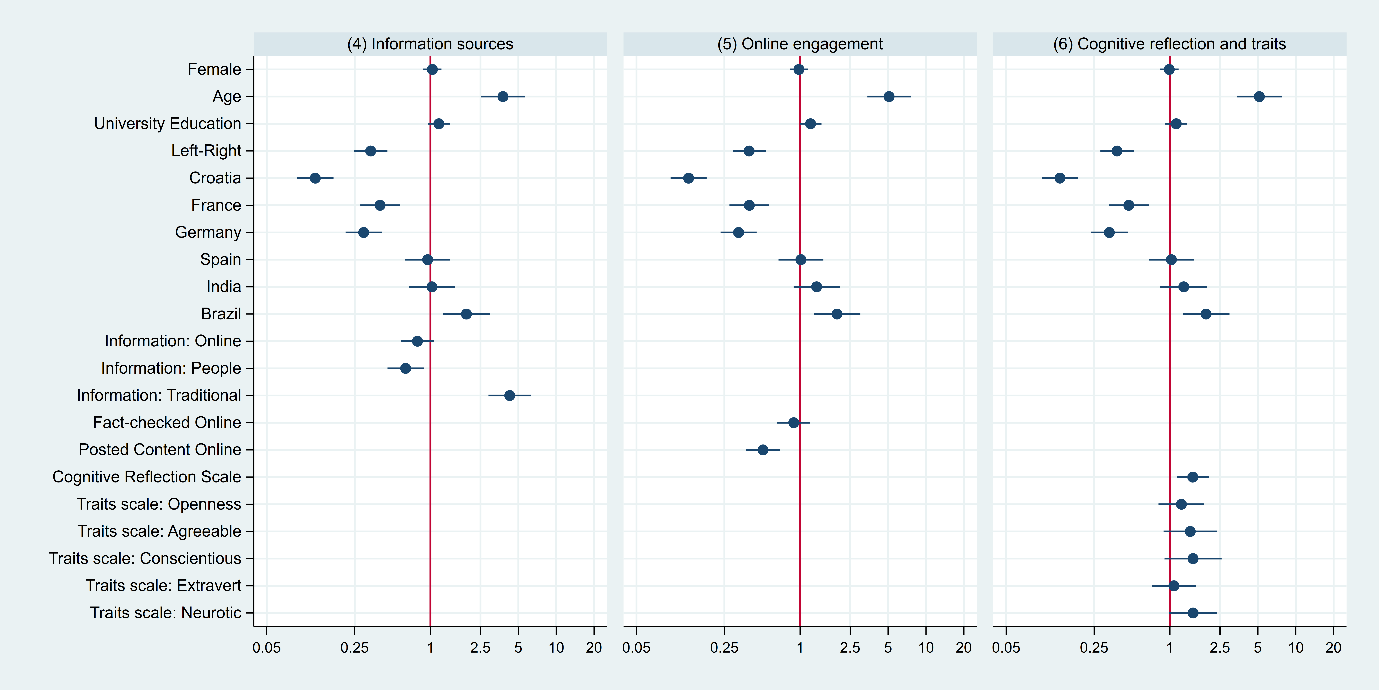 (4) Information sources (5) Online engagement (6) Cognitive reflection and traits
Female
Age
University Education
Left-Right
Croatia
France
Germany
Spain
India
Brazil
Information: Online
Information: People
Information: Traditional
Fact-checked Online
Posted Content Online
Cognitive Reflection Scale
Traits scale: Openness
Traits scale: Agreeable
Traits scale: Conscientious
Traits scale: Extravert
Traits scale: Neurotic
0.05 0.25 1 2.5 5 10 20 0.05 0.25 1 2.5 5 10 20 0.05 0.25 1 2.5 5 10 20